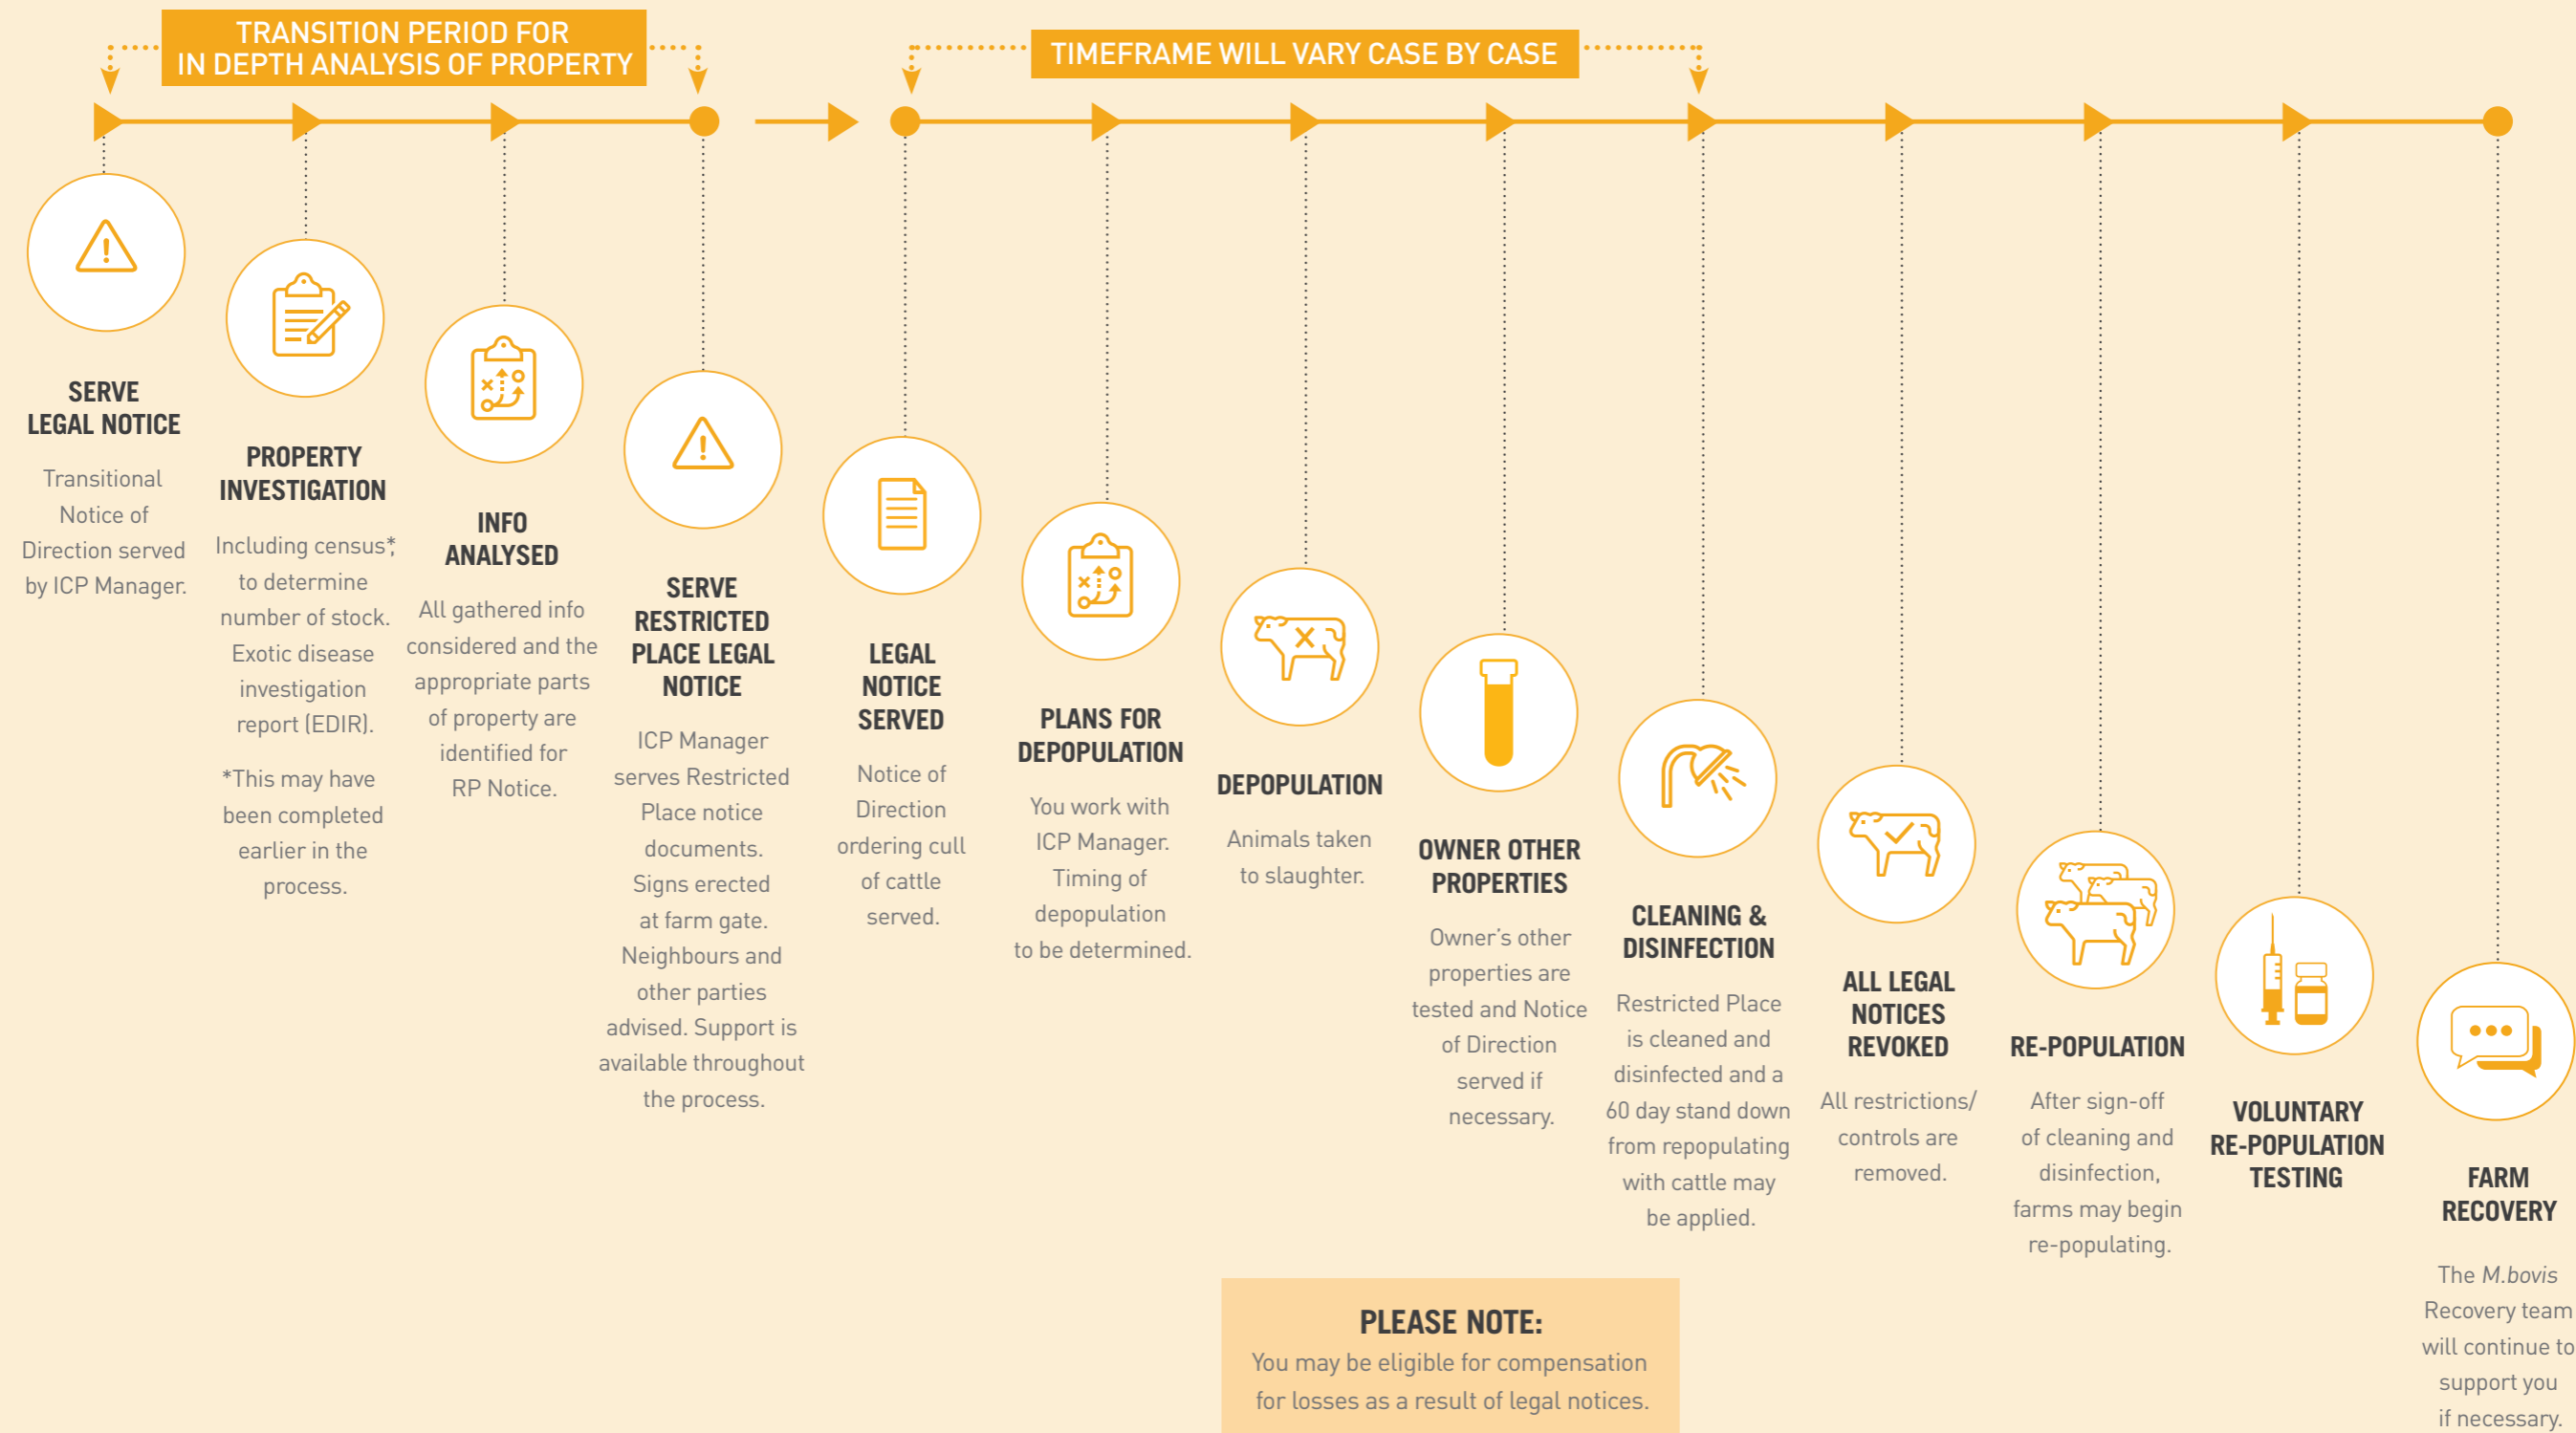 TRANSITION PERIOD FOR
IN DEPTH ANALYSIS OF PROPERTY
TIMEFRAME WILL VARY CASE BY CASE
SERVE
LEGAL NOTICE
Transitional
Notice of
Direction served
by ICP Manager.
PROPERTY
INVESTIGATION
Including census*,
to determine
number of stock.
Exotic disease
investigation
report (EDIR).
*This may have
been completed
earlier in the
process.
INFO
ANALYSED
All gathered info
considered and the
appropriate parts
of property are
identified for
RP Notice.
SERVE
RESTRICTED
PLACE LEGAL
NOTICE
ICP Manager
serves Restricted
Place notice
documents.
Signs erected
at farm gate.
Neighbours and
other parties
advised. Support is
available throughout
the process.
LEGAL
NOTICE
SERVED
Notice of
Direction
ordering cull
of cattle
served.
PLANS FOR
DEPOPULATION
You work with
ICP Manager.
Timing of
depopulation
to be determined.
DEPOPULATION
Animals taken
to slaughter.
OWNER OTHER
PROPERTIES
Owner's other
properties are
tested and Notice
of Direction
served if
necessary.
CLEANING &
DISINFECTION
Restricted Place
is cleaned and
disinfected and a
60 day stand down
from repopulating
with cattle may
be applied.
ALL LEGAL
NOTICES
REVOKED
All restrictions/
controls are
removed.
RE-POPULATION
After sign-off
of cleaning and
disinfection,
farms may begin
re-populating.
VOLUNTARY
RE-POPULATION
TESTING
FARM
RECOVERY
The M.bovis
Recovery team
will continue to
support you
if necessary.
PLEASE NOTE:
You may be eligible for compensation
for losses as a result of legal notices.